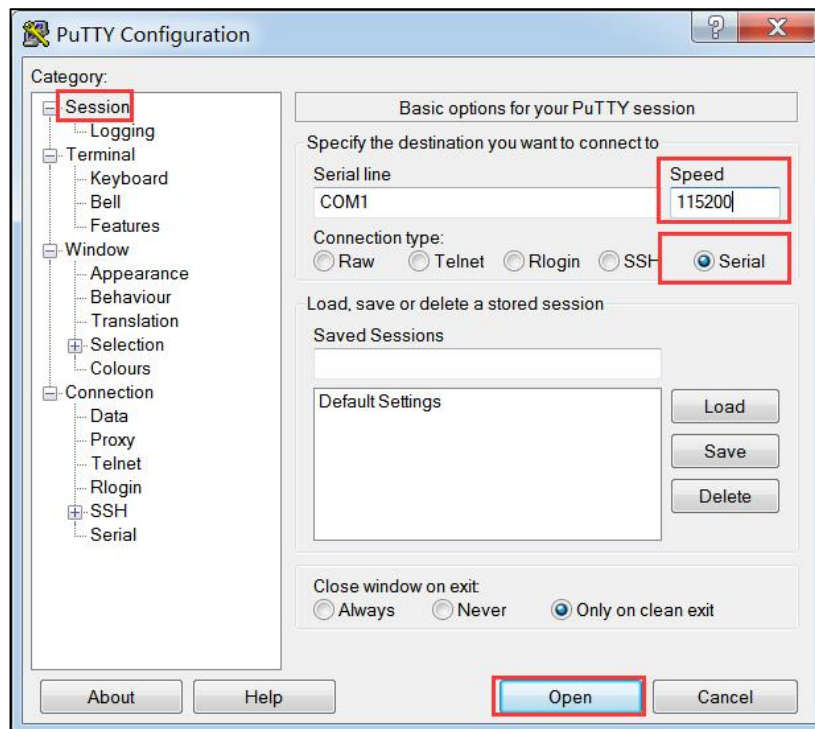 PuTTY Configuration
Category:
Session
Logging
Terminal
Keyboard
Bell
Features
Window
Appearance
Behaviour
Translation
Selection
Colours
Connection
Data
Proxy
Telnet
Rlogin
SSH
Serial
Basic options for your PuTTY session
Specify the destination you want to connect to
Serial line Speed
COM1 115200
Connection type:
Raw Telnet Rlogin SSH Serial
Load, save or delete a stored session
Saved Sessions
Default Settings
Load
Save
Delete
Close window on exit:
Always Never Only on clean exit
About Help Open Cancel